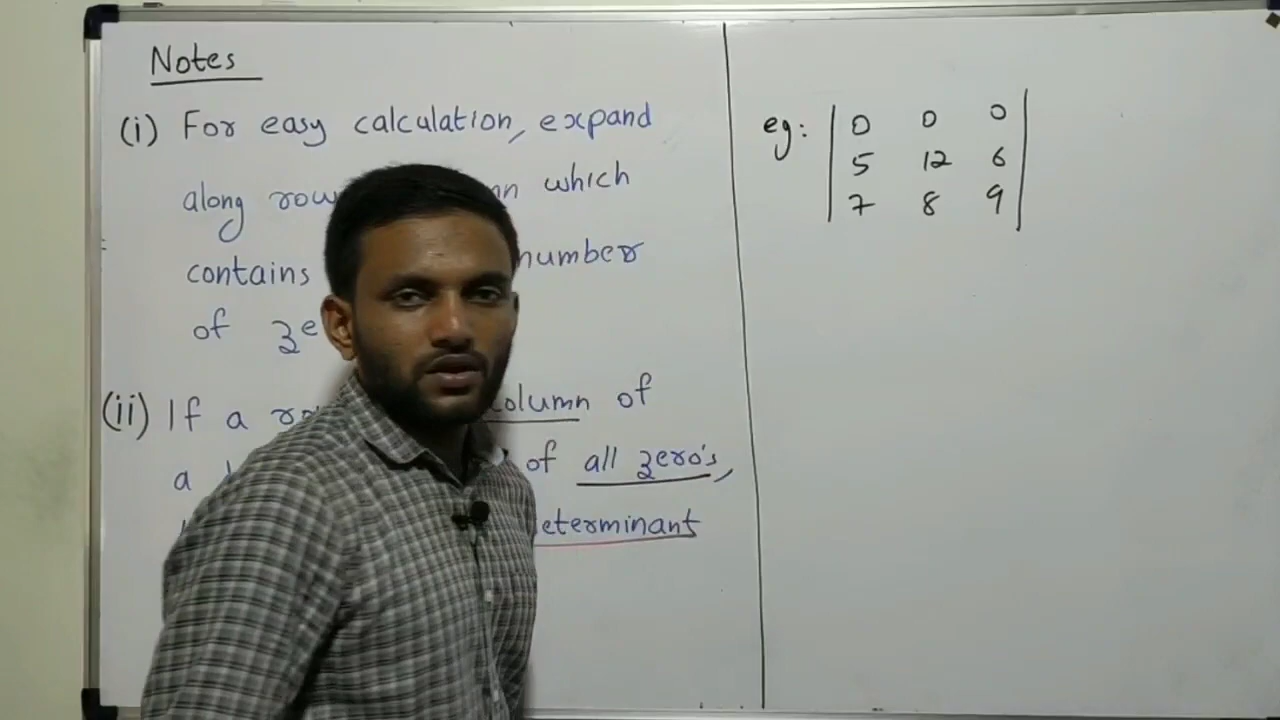 Notes
(i) For easy calculation, expand
along which
contains number
of
(ii) If a column of
a of all zero's,
eterminant
eg: 0 0 0
5 12 6
7 8 9